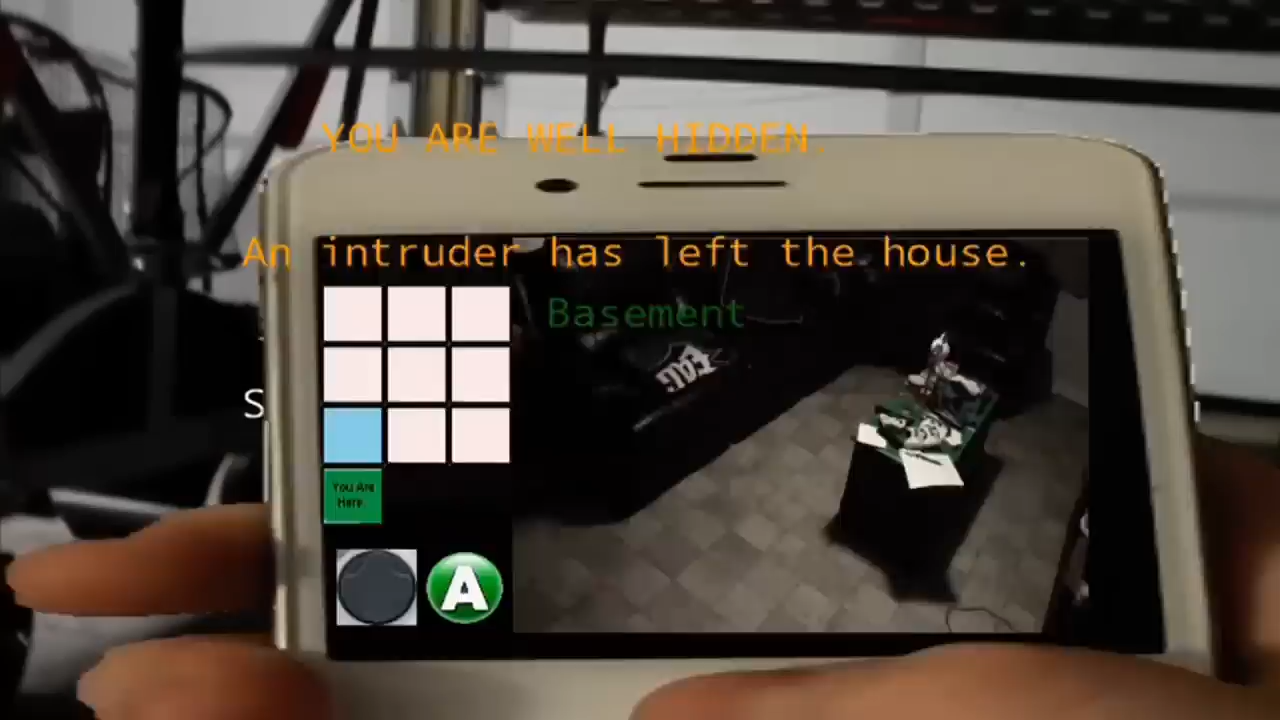 YOU ARE WELL HIDDEN.
An intruder has left the house.
Basement
S
You Are
Here
A